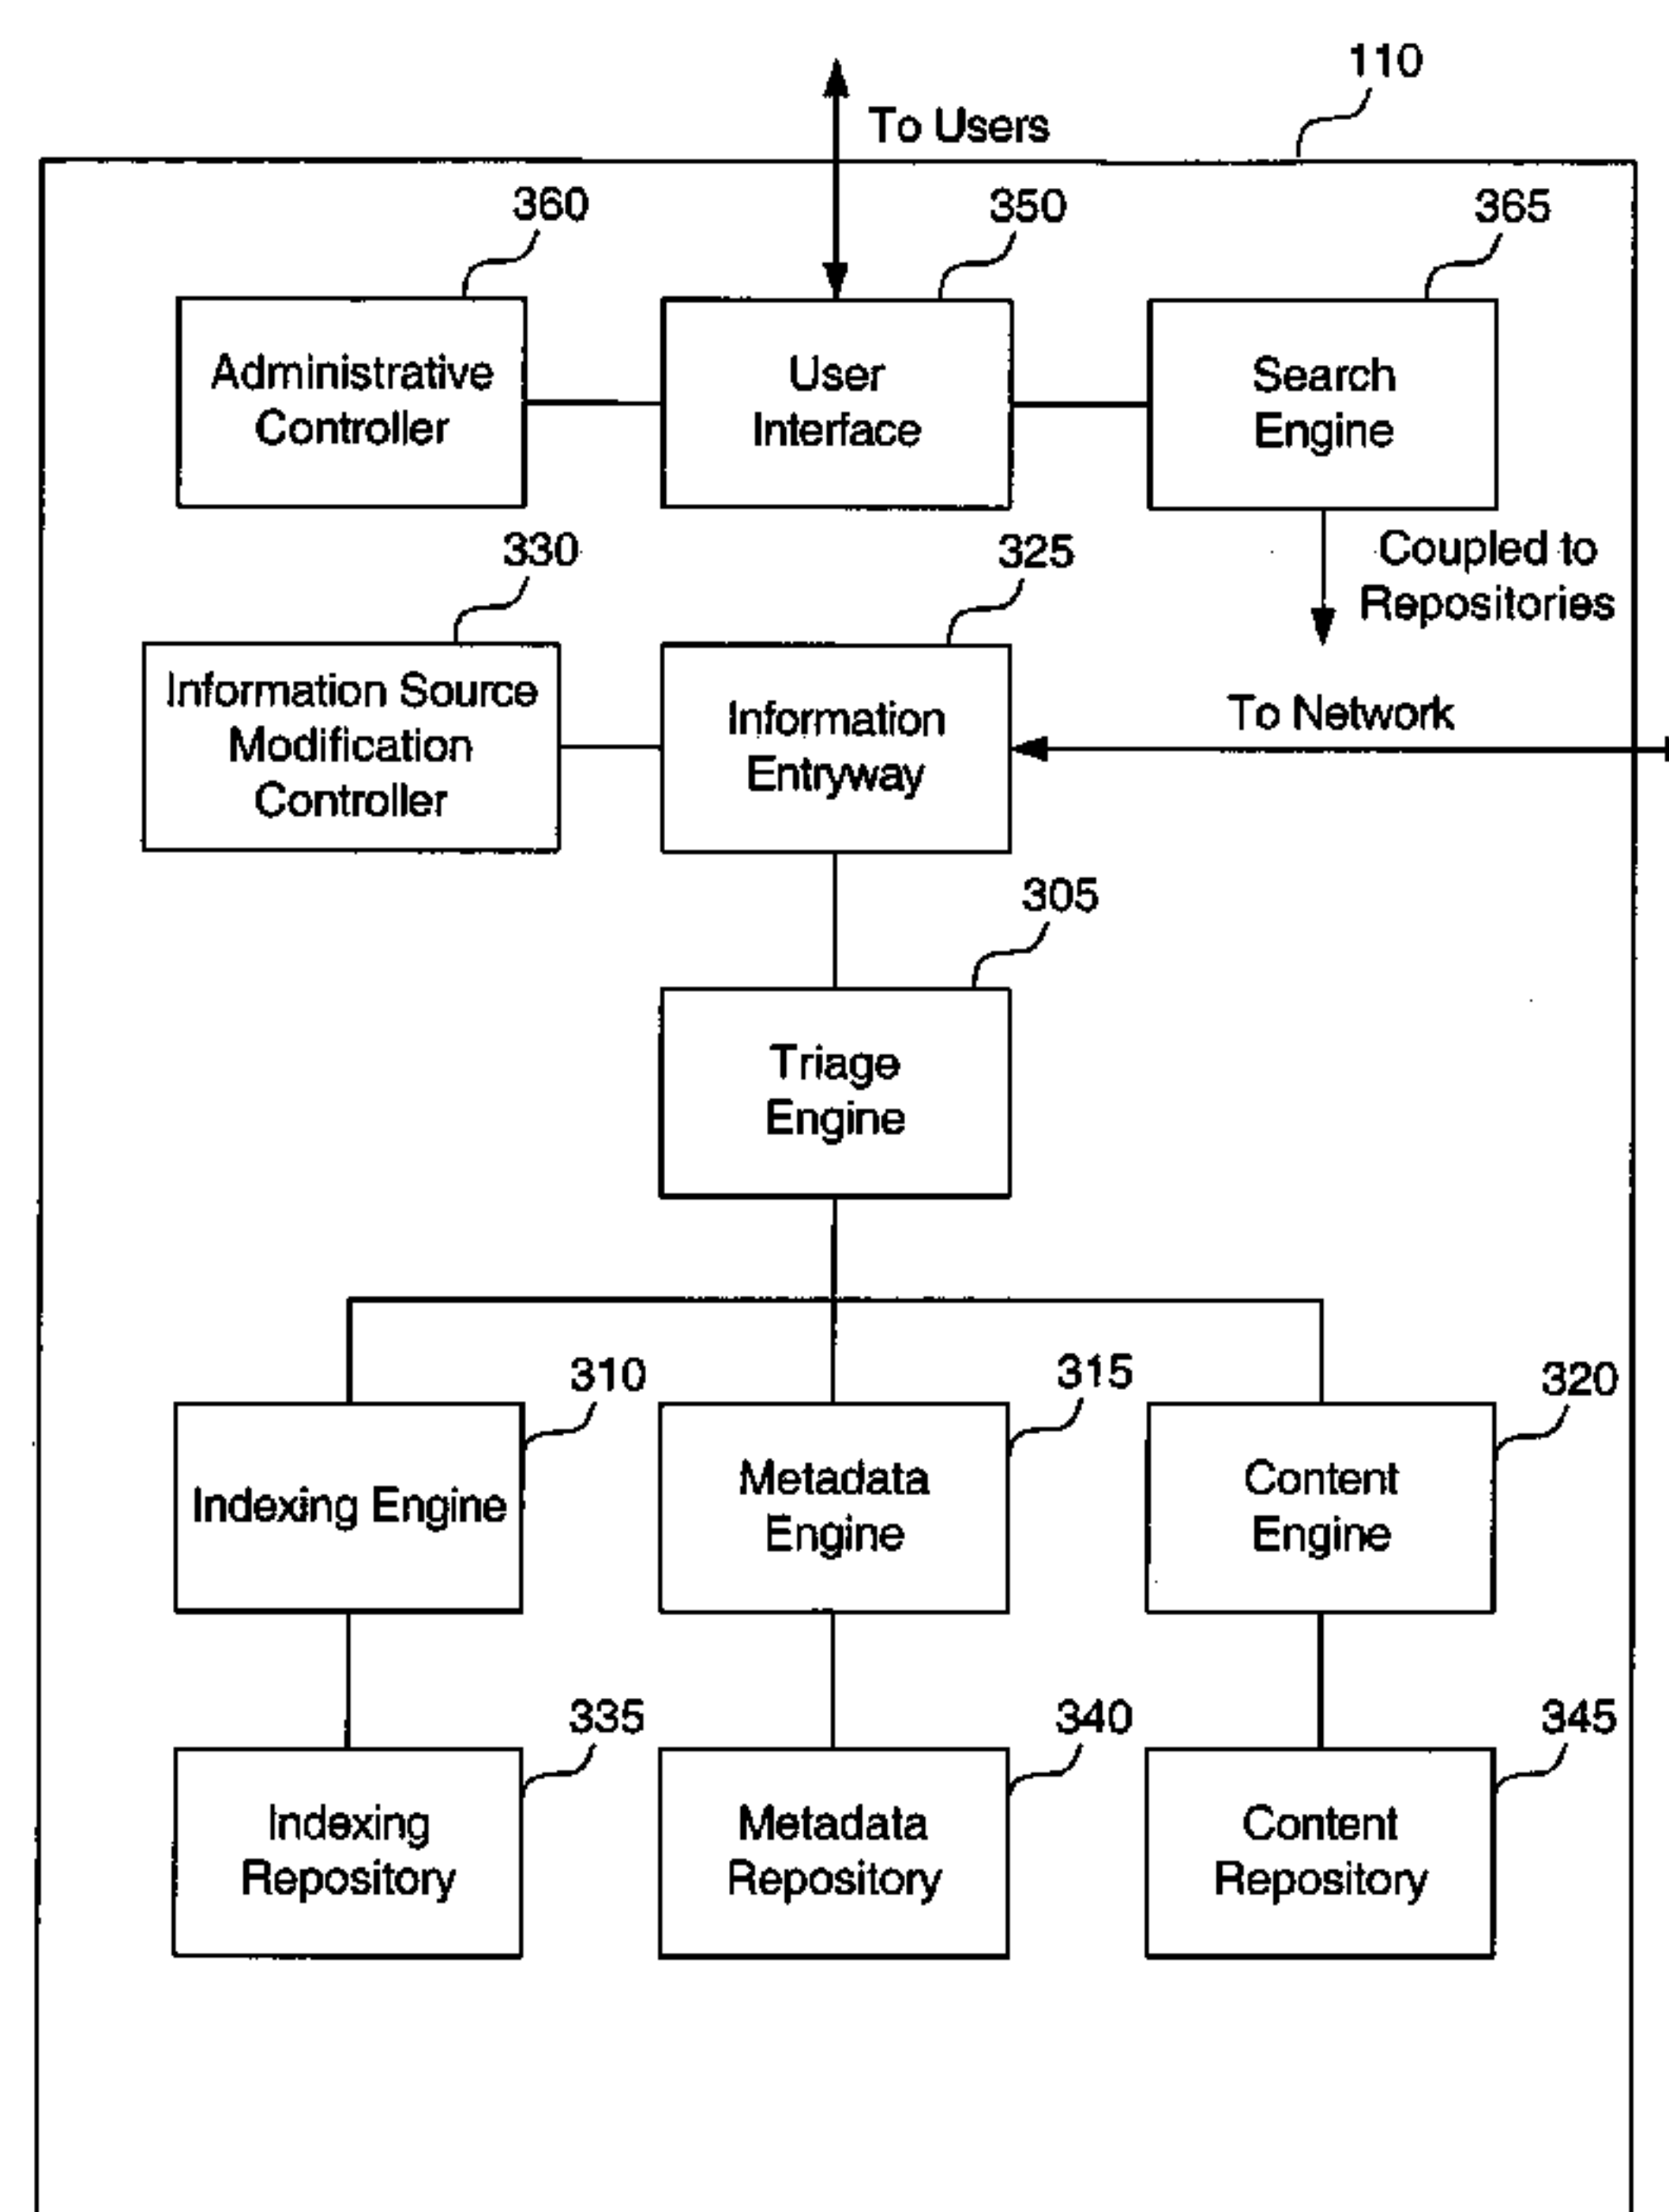 110
To Users
360
350
365
Administrative
Controller
User
Interface
Search
Engine
330
325
Coupled to
Repositories
Information Source
Modification
Controller
Information
Entryway
To Network
305
Triage
Engine
310
315
320
Indexing Engine
Metadata
Engine
Content
Engine
335
340
345
Indexing
Repository
Metadata
Repository
Content
Repository